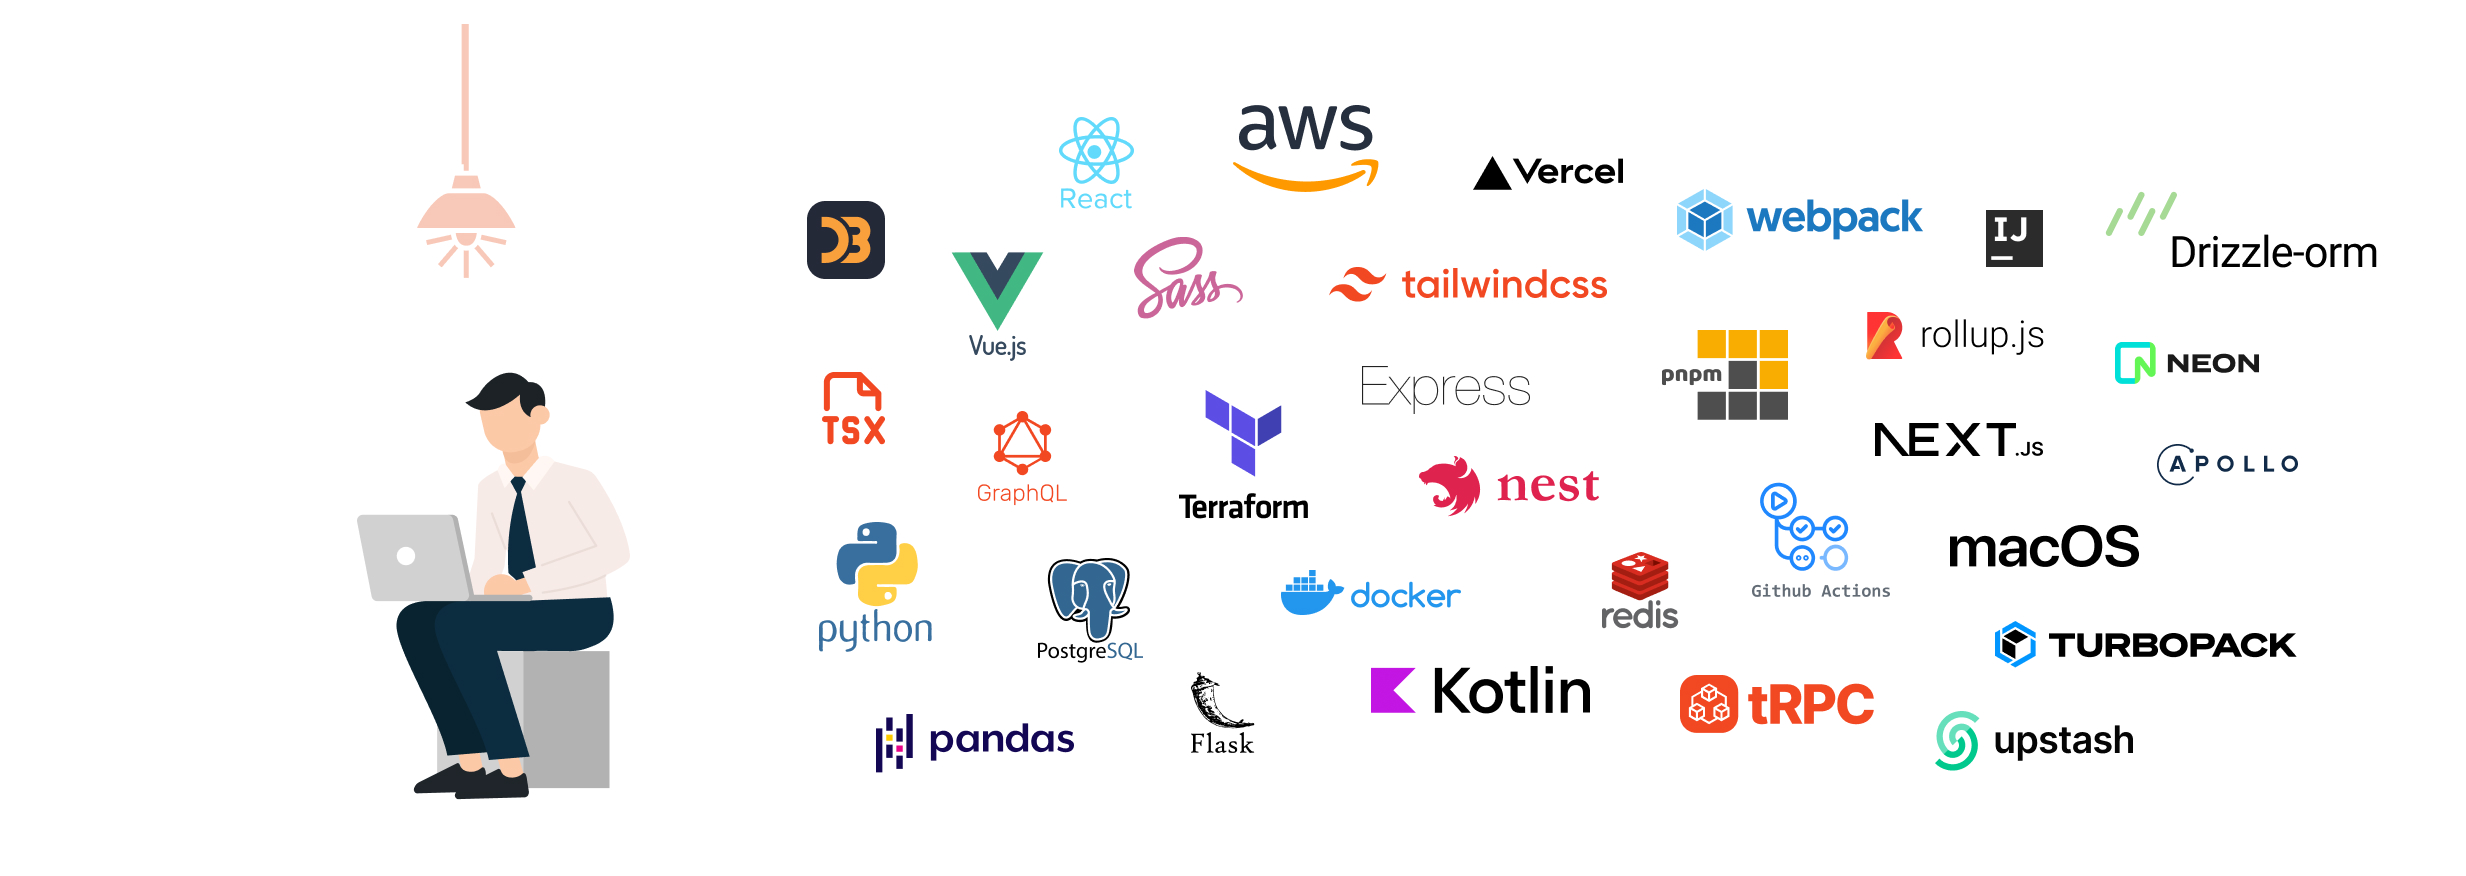 React
aws
Vercel
D3
webpack
IJ
Drizzle-orm
Vue.js
Sass
tailwindcss
rollup.js
NEON
TSX
GraphQL
Terraform
Express
pnpm
NEXT.JS
APOLLO
nest
python
PostgreSQL
docker
redis
Github Actions
macOS
TURBOPACK
pandas
Flask
Kotlin
tRPC
upstash